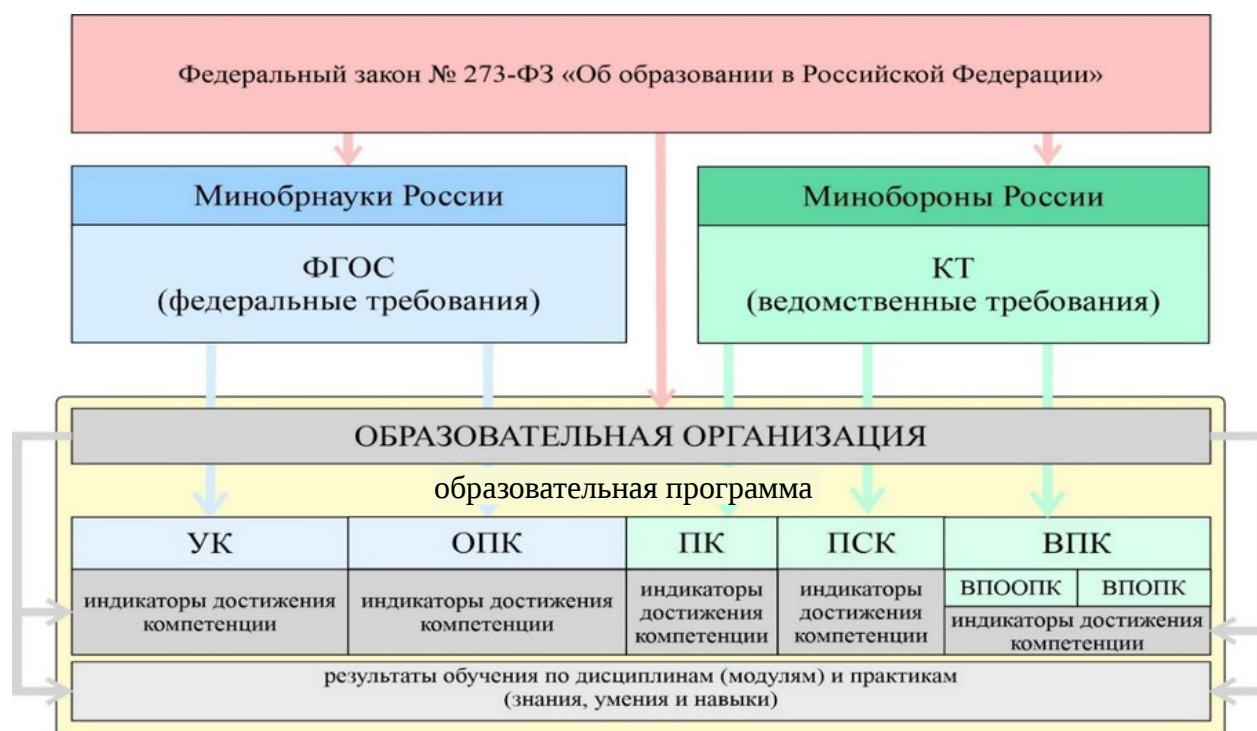 Федеральный закон № 273-ФЗ «Об образовании в Российской Федерации»
Минобрнауки России
Минобороны России
ФГОС
(федеральные требования)
КТ
(ведомственные требования)
ОБРАЗОВАТЕЛЬНАЯ ОРГАНИЗАЦИЯ
образовательная программа
УК
ОПК
ПК
ПСК
ВПК
индикаторы достижения
компетенции
индикаторы достижения
компетенции
индикаторы
достижения
компетенции
индикаторы
достижения
компетенции
ВПООПК
ВПОПК
индикаторы достижения
компетенции
результаты обучения по дисциплинам (модулям) и практикам
(знания, умения и навыки)